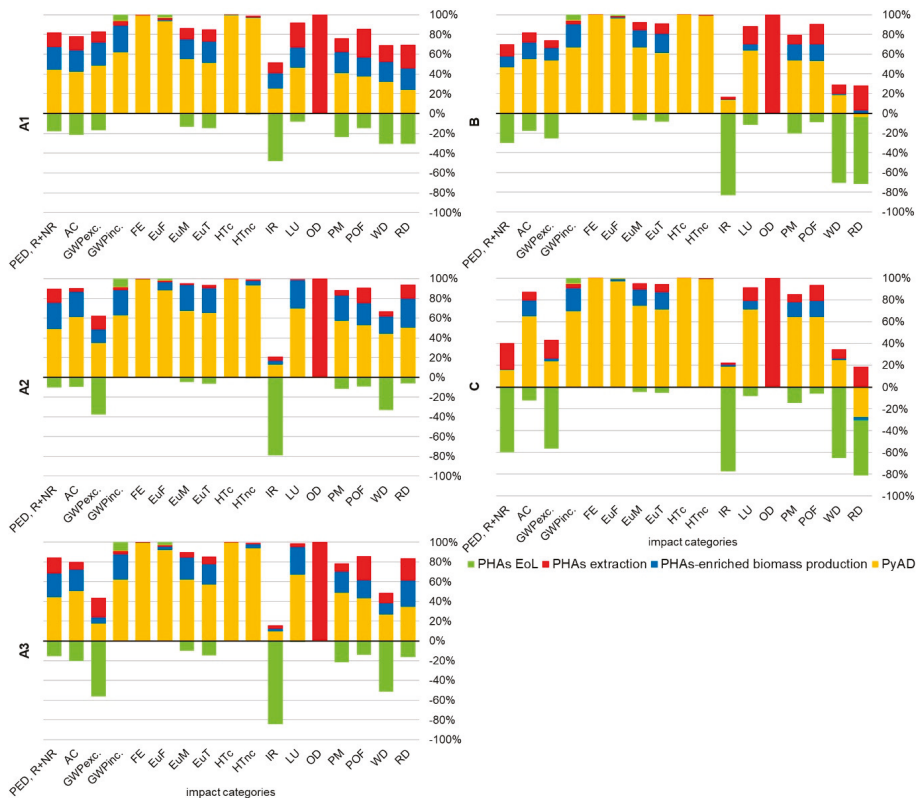 100%
80%
60%
40%
20%
0%
-20%
-40%
-60%
-80%
-100%
A1
PED, R+NR
AC
GWPexc.
GWPinc.
FE
EuF
EuM
EuT
HTc
HTnc
IR
LU
OD
PM
POF
WD
RD
100%
80%
60%
40%
20%
0%
-20%
-40%
-60%
-80%
-100%
B
PED, R+NR
AC
GWPexc.
GWPinc.
FE
EuF
EuM
EuT
HTc
HTnc
IR
LU
OD
PM
POF
WD
RD
100%
80%
60%
40%
20%
0%
-20%
-40%
-60%
-80%
-100%
A2
PED, R+NR
AC
GWPexc.
GWPinc.
FE
EuF
EuM
EuT
HTc
HTnc
IR
LU
OD
PM
POF
WD
RD
100%
80%
60%
40%
20%
0%
-20%
-40%
-60%
-80%
-100%
C
PED, R+NR
AC
GWPexc.
GWPinc.
FE
EuF
EuM
EuT
HTc
HTnc
IR
LU
OD
PM
POF
WD
RD
impact categories
PHAs EoL PHAs extraction PHAs-enriched biomass production PyAD
100%
80%
60%
40%
20%
0%
-20%
-40%
-60%
-80%
-100%
A3
PED, R+NR
AC
GWPexc.
GWPinc.
FE
EuF
EuM
EuT
HTc
HTnc
IR
LU
OD
PM
POF
WD
RD
impact categories